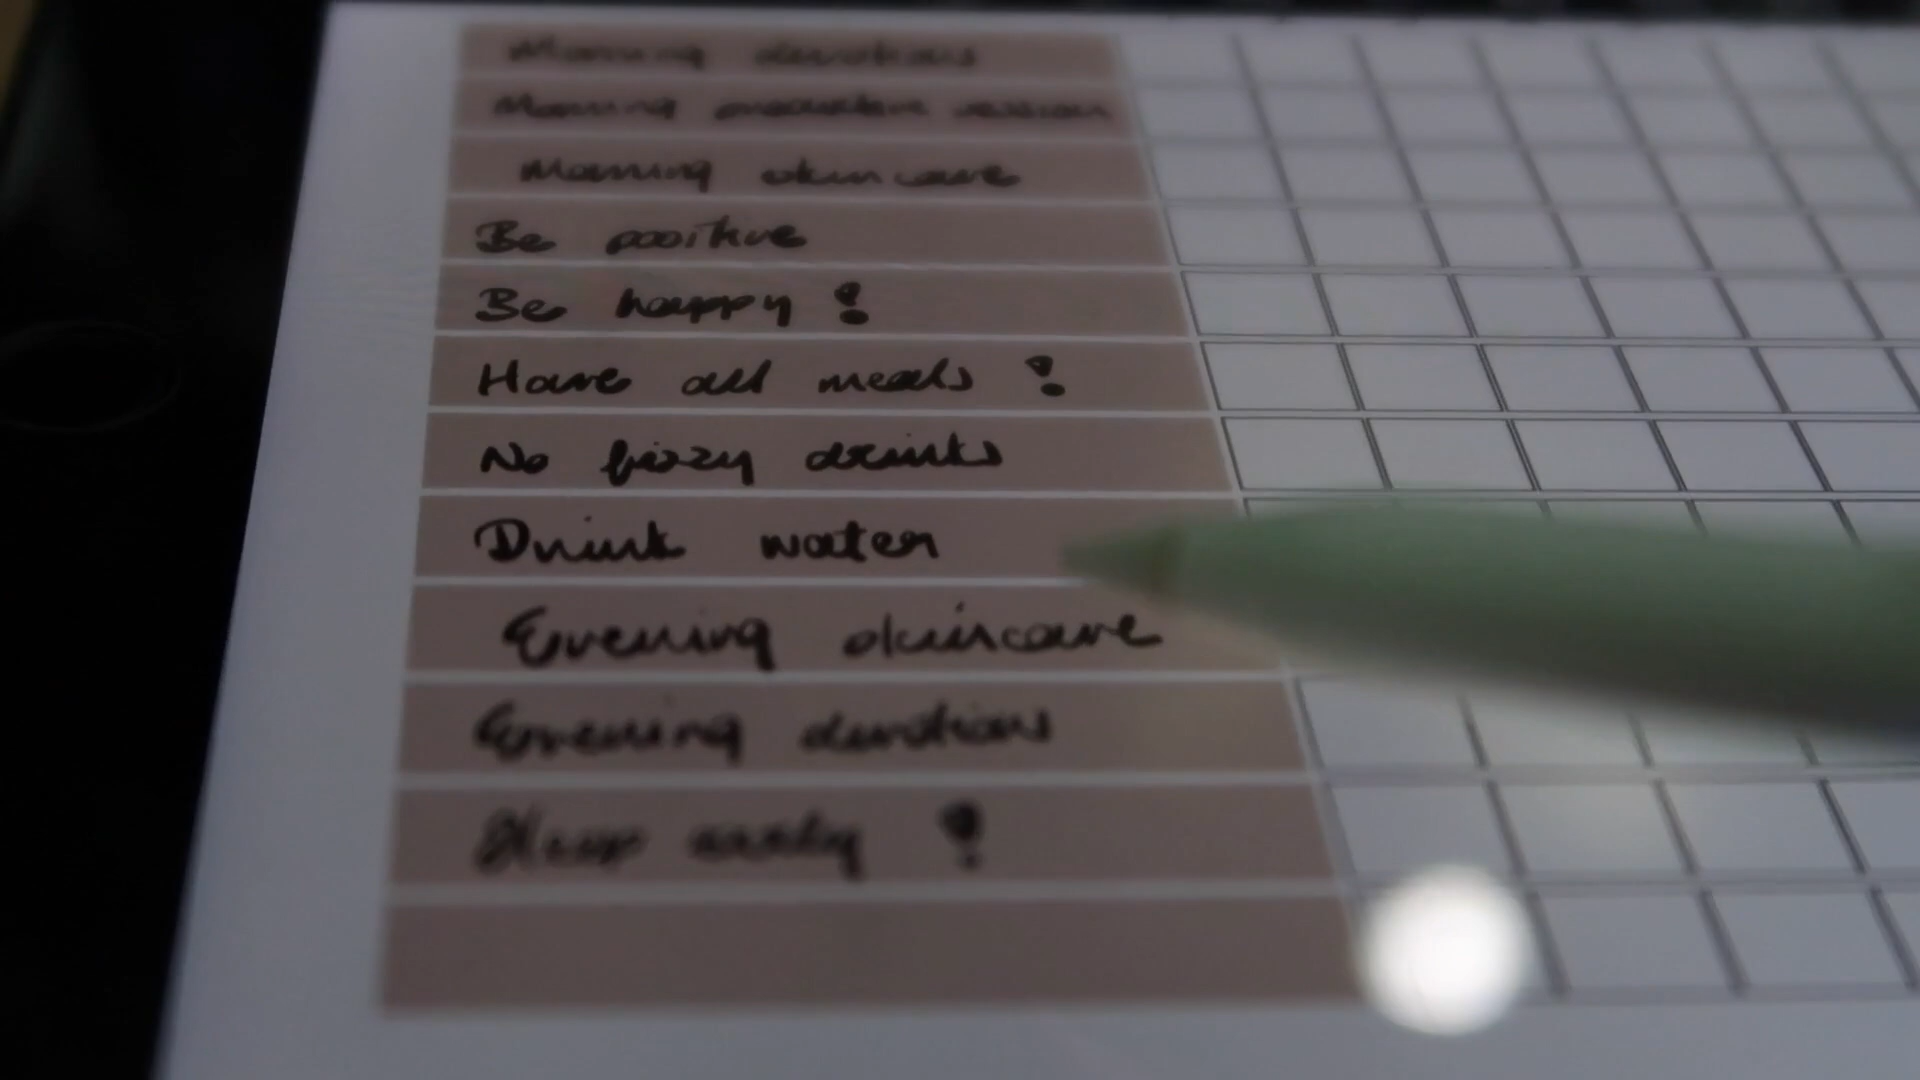 Morning devotions
Morning productive session
Morning skincare
Be positive
Be happy !
Have all meals !
No fizzy drinks
Drink water
Evening skincare
Evening devotions
Sleep early !